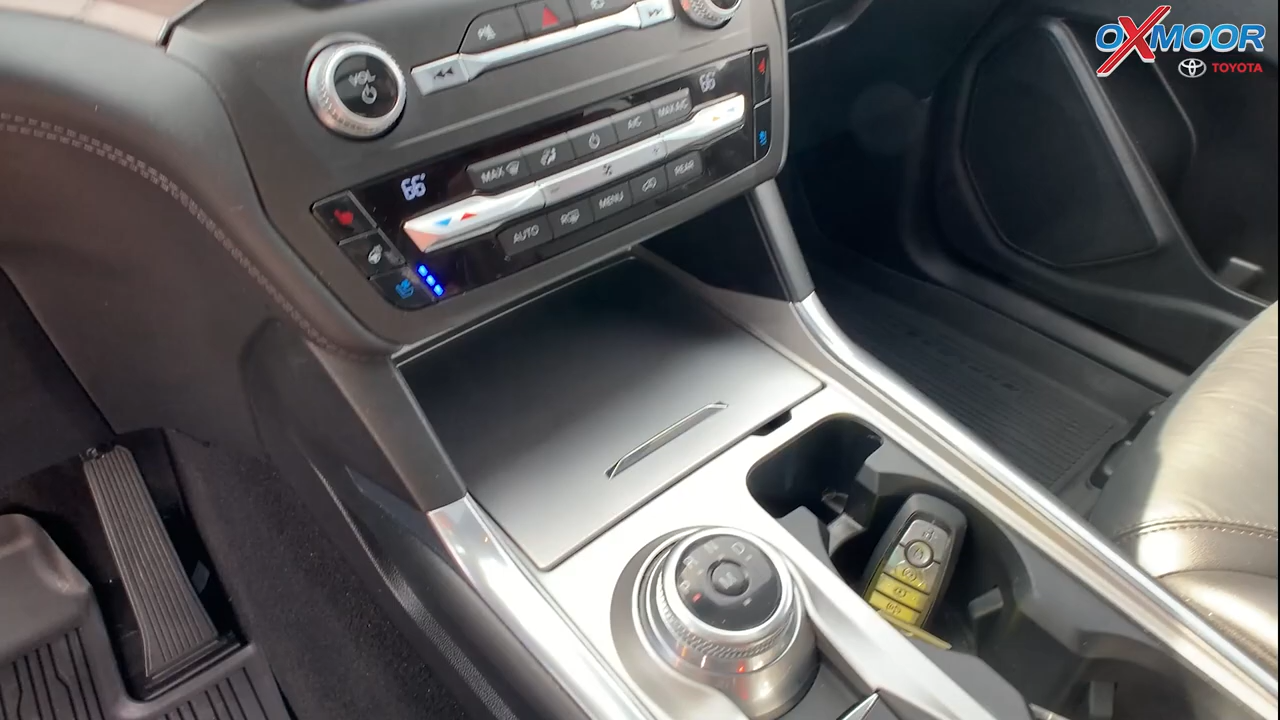 OXMOOR
TOYOTA
VOL
66°
MAX A/C
A/C
MAX
66°
REAR
MENU
R
AUTO